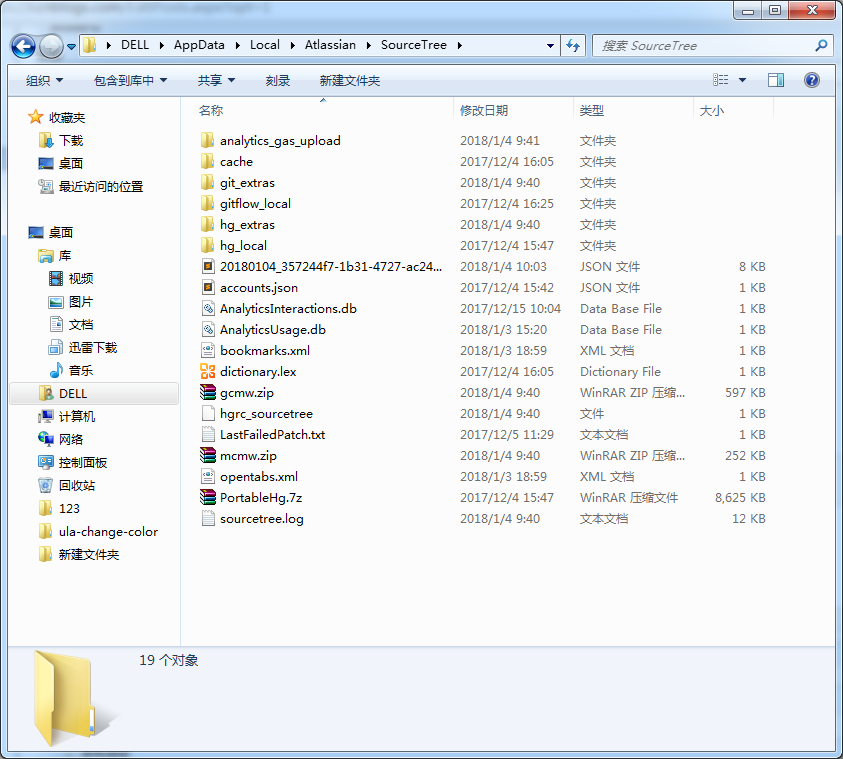 DELL ▸ AppData ▸ Local ▸ Atlassian ▸ SourceTree ▸
搜索 SourceTree
组织 包含到库中 共享 刻录 新建文件夹
名称 修改日期 类型 大小
收藏夹
下载
桌面
最近访问的位置
桌面
库
视频
图片
文档
迅雷下载
音乐
DELL
计算机
网络
控制面板
回收站
123
ula-change-color
新建文件夹
analytics_gas_upload 2018/1/4 9:41 文件夹
cache 2017/12/4 16:05 文件夹
git_extras 2018/1/4 9:40 文件夹
gitflow_local 2017/12/4 16:25 文件夹
hg_extras 2018/1/4 9:40 文件夹
hg_local 2017/12/4 15:47 文件夹
20180104_357244f7-1b31-4727-ac24... 2018/1/4 10:03 JSON 文件 8 KB
accounts.json 2017/12/4 15:42 JSON 文件 1 KB
AnalyticsInteractions.db 2017/12/15 10:04 Data Base File 1 KB
AnalyticsUsage.db 2018/1/3 15:20 Data Base File 1 KB
bookmarks.xml 2018/1/3 18:59 XML 文档 1 KB
dictionary.lex 2017/12/4 16:05 Dictionary File 1 KB
gcmw.zip 2018/1/4 9:40 WinRAR ZIP 压缩... 597 KB
hgrc_sourcetree 2018/1/4 9:40 文件 1 KB
LastFailedPatch.txt 2017/12/5 11:29 文本文档 1 KB
mcmw.zip 2018/1/4 9:40 WinRAR ZIP 压缩... 252 KB
opentabs.xml 2018/1/3 18:59 XML 文档 1 KB
PortableHg.7z 2017/12/4 15:47 WinRAR 压缩文件 8,625 KB
sourcetree.log 2018/1/4 9:40 文本文档 12 KB
19 个对象